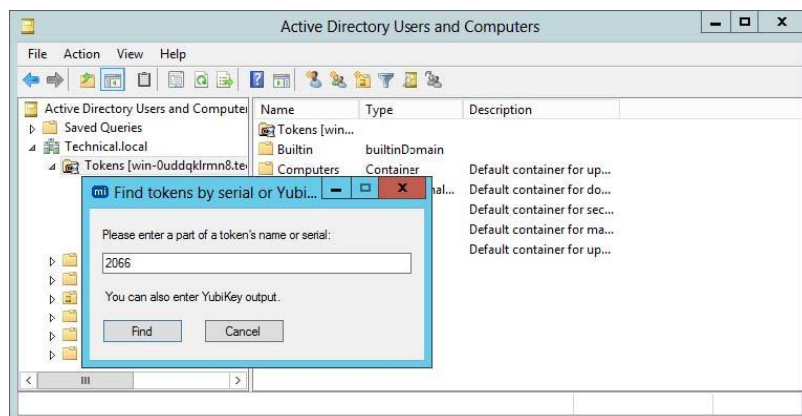 Active Directory Users and Computers
File Action View Help
Active Directory Users and Computer
Saved Queries
Technical.local
Tokens [win-0uddqklrmn8.te
Name Type Description
Tokens [win...
Builtin builtinDomain
Computers Container Default container for up...
nal... Default container for do...
Default container for sec...
Default container for ma...
Default container for up...
mi Find tokens by serial or Yubi...
Please enter a part of a token's name or serial:
2066
You can also enter YubiKey output.
Find Cancel